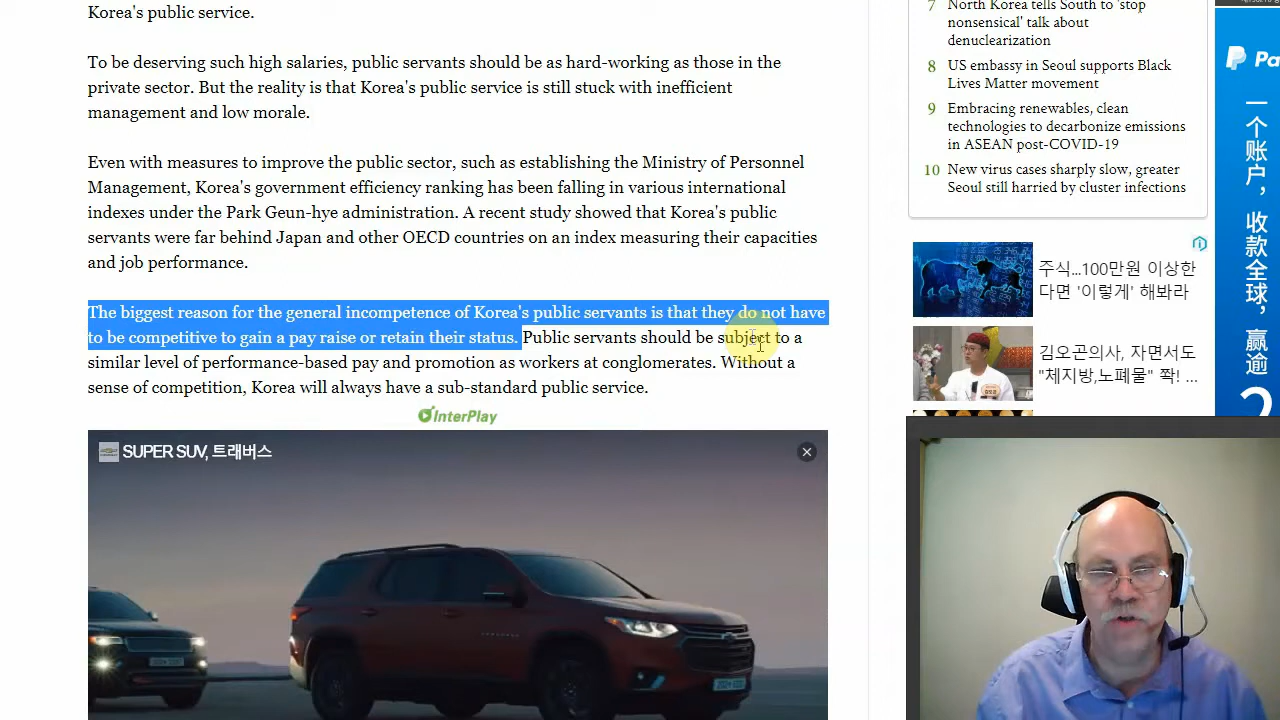 Korea's public service.
To be deserving such high salaries, public servants should be as hard-working as those in the
private sector. But the reality is that Korea's public service is still stuck with inefficient
management and low morale.
Even with measures to improve the public sector, such as establishing the Ministry of Personnel
Management, Korea's government efficiency ranking has been falling in various international
indexes under the Park Geun-hye administration. A recent study showed that Korea's public
servants were far behind Japan and other OECD countries on an index measuring their capacities
and job performance.
The biggest reason for the general incompetence of Korea's public servants is that they do not have
to be competitive to gain a pay raise or retain their status. Public servants should be subject to a
similar level of performance-based pay and promotion as workers at conglomerates. Without a
sense of competition, Korea will always have a sub-standard public service.
InterPlay
SUPER SUV, 트래버스
7 North Korea tells South to 'stop
nonsensical' talk about
denuclearization
8 US embassy in Seoul supports Black
Lives Matter movement
9 Embracing renewables, clean
technologies to decarbonize emissions
in ASEAN post-COVID-19
10 New virus cases sharply slow, greater
Seoul still harried by cluster infections
주식...100만원 이상한
다면 '이렇게' 해봐라
김오곤의사, 자면서도
"체지방,노폐물" 쫙! ...
Pa
一个账户，收款全球，赢逾
2